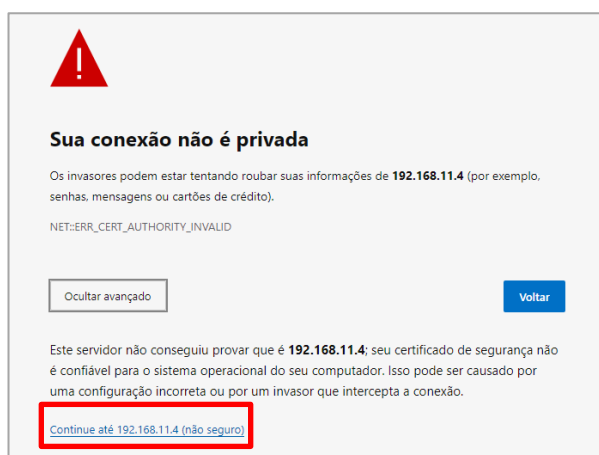 Sua conexão não é privada
Os invasores podem estar tentando roubar suas informações de 192.168.11.4 (por exemplo,
senhas, mensagens ou cartões de crédito).
NET::ERR_CERT_AUTHORITY_INVALID
Ocultar avançado
Voltar
Este servidor não conseguiu provar que é 192.168.11.4; seu certificado de segurança não
é confiável para o sistema operacional do seu computador. Isso pode ser causado por
uma configuração incorreta ou por um invasor que intercepta a conexão.
Continue até 192.168.11.4 (não seguro)